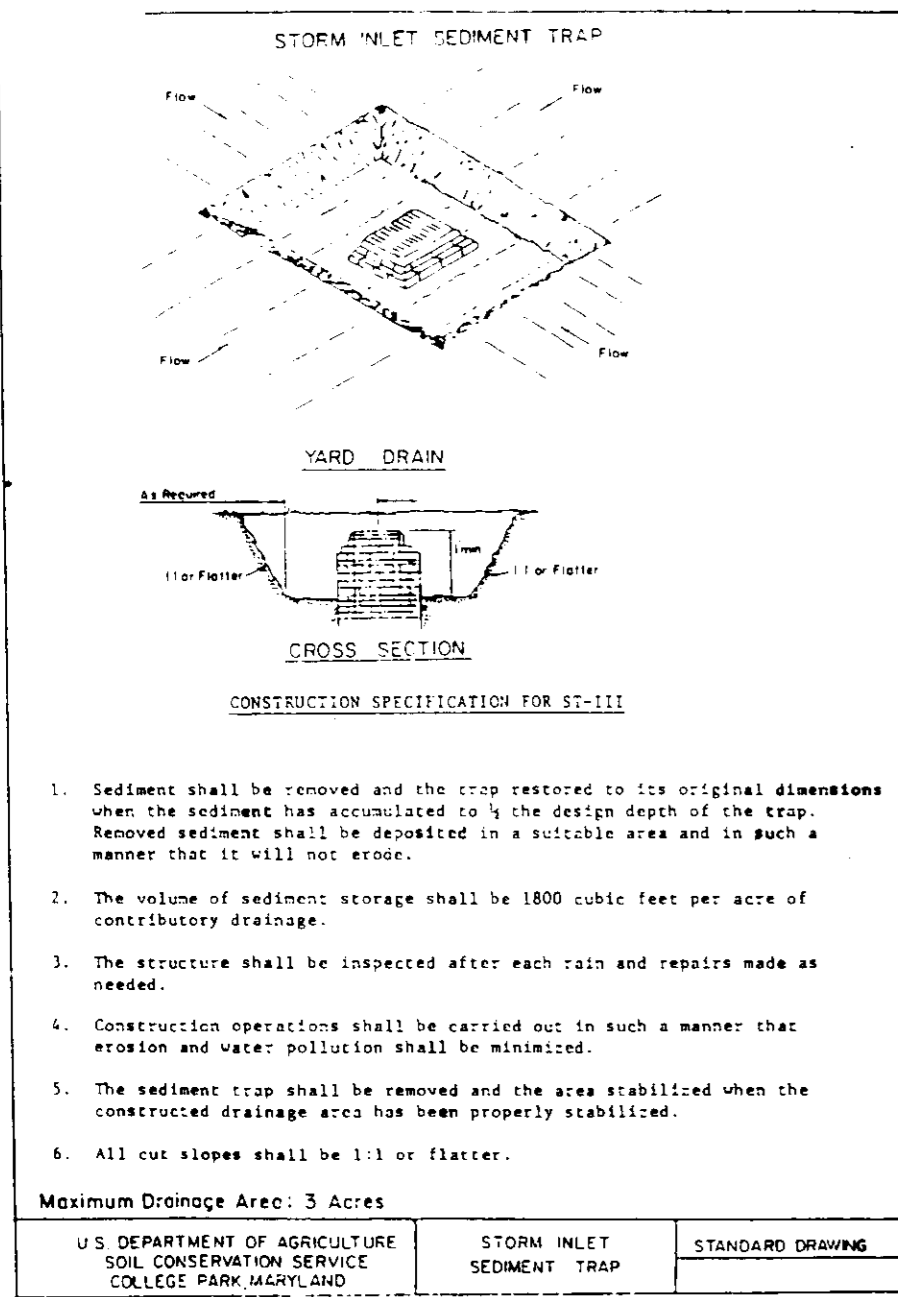 STORM INLET SEDIMENT TRAP
Flow
Flow
Flow
Flow
YARD DRAIN
As Required
1 min
1:1 or Flatter
1:1 or Flatter
CROSS SECTION
CONSTRUCTION SPECIFICATION FOR ST-III
1. Sediment shall be removed and the trap restored to its original dimensions
when the sediment has accumulated to ½ the design depth of the trap.
Removed sediment shall be deposited in a suitable area and in such a
manner that it will not erode.
2. The volume of sediment storage shall be 1800 cubic feet per acre of
contributory drainage.
3. The structure shall be inspected after each rain and repairs made as
needed.
4. Construction operations shall be carried out in such a manner that
erosion and water pollution shall be minimized.
5. The sediment trap shall be removed and the area stabilized when the
constructed drainage area has been properly stabilized.
6. All cut slopes shall be 1:1 or flatter.
Maximum Drainage Area: 3 Acres
U.S. DEPARTMENT OF AGRICULTURE
SOIL CONSERVATION SERVICE
COLLEGE PARK, MARYLAND
STORM INLET
SEDIMENT TRAP
STANDARD DRAWING